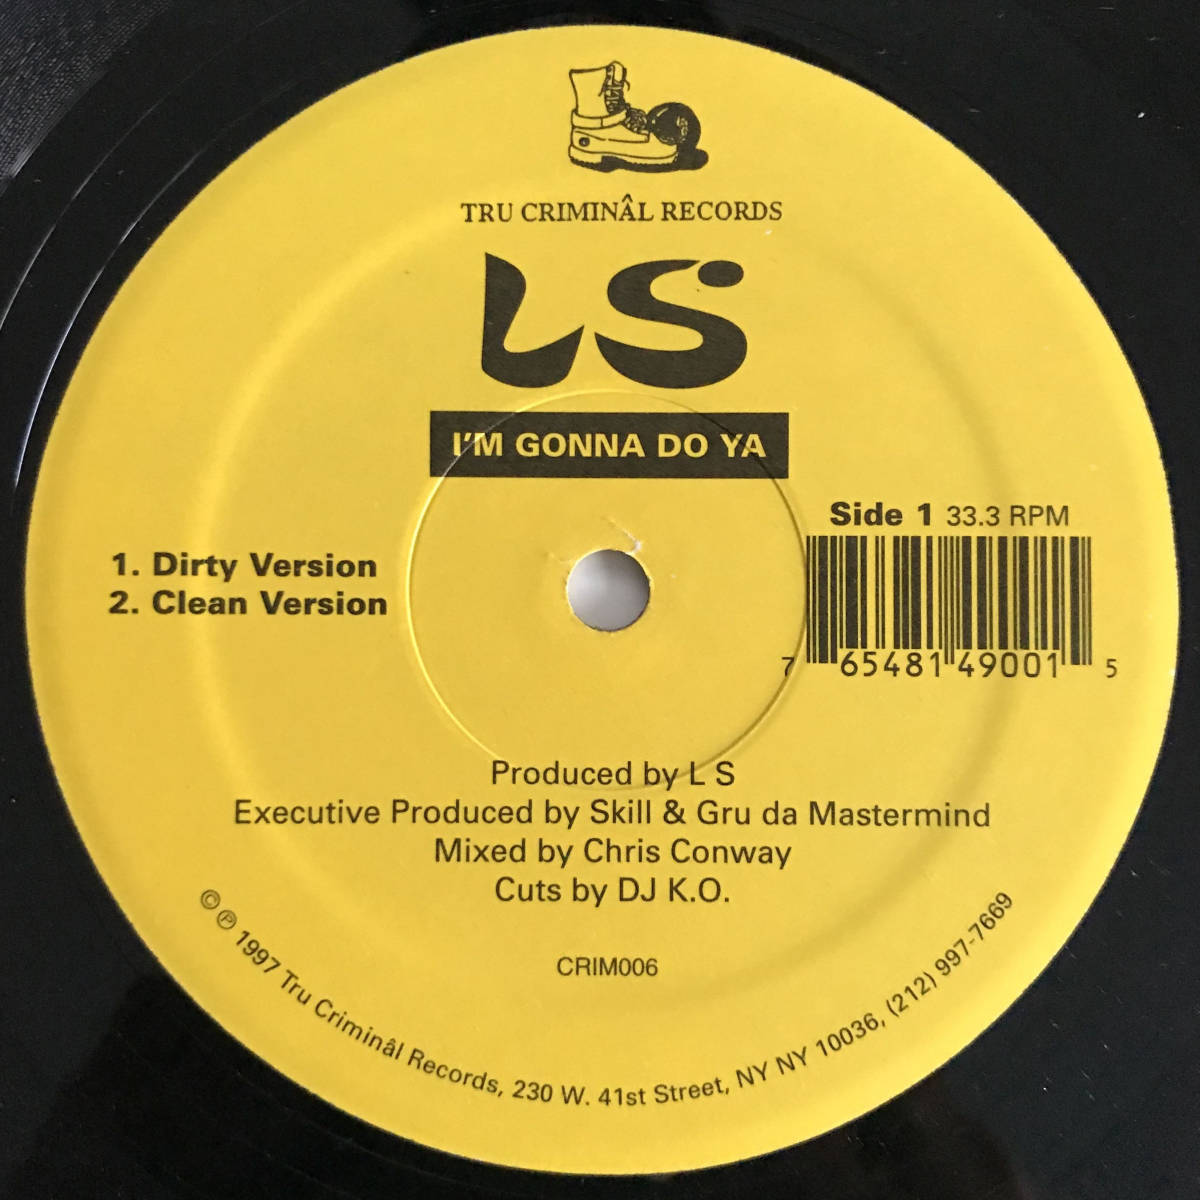 TRU CRIMINÂL RECORDS
LS
I'M GONNA DO YA
Side 1 33.3 RPM
1. Dirty Version
2. Clean Version
7 65481 49001 5
Produced by L S
Executive Produced by Skill & Gru da Mastermind
Mixed by Chris Conway
Cuts by DJ K.O.
CRIM006
© ℗ 1997 Tru Criminâl Records, 230 W. 41st Street, NY NY 10036, (212) 997-7669